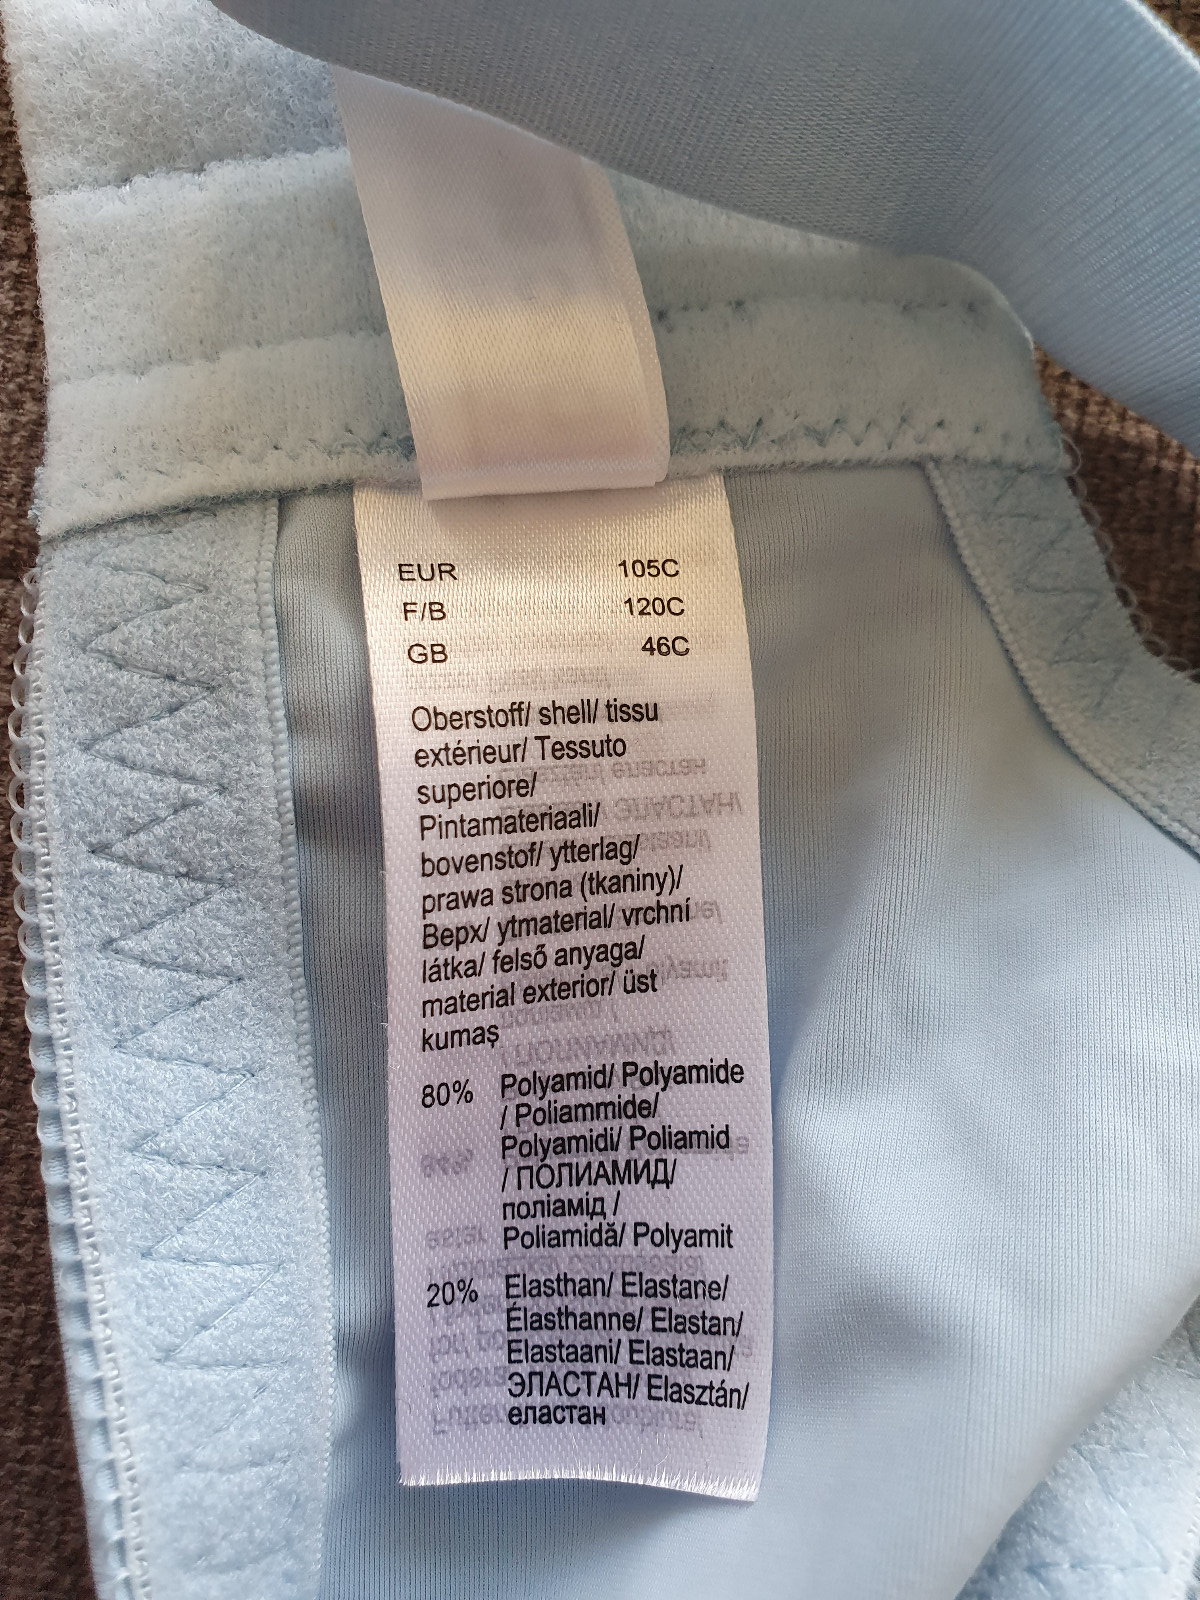 EUR 105C
F/B 120C
GB 46C
Oberstoff/ shell/ tissu
extérieur/ Tessuto
superiore/
Pintamateriaali/
bovenstof/ ytterlag/
prawa strona (tkaniny)/
Верх/ ytmaterial/ vrchní
látka/ felső anyaga/
material exterior/ üst
kumaş
80% Polyamid/ Polyamide
/ Poliammide/
Polyamidi/ Poliamid
/ ПОЛИАМИД/
поліамід /
Poliamidă/ Polyamit
20% Elasthan/ Elastane/
Élasthanne/ Elastan/
Elastaani/ Elastaan/
ЭЛАСТАН/ Elasztán/
еластан